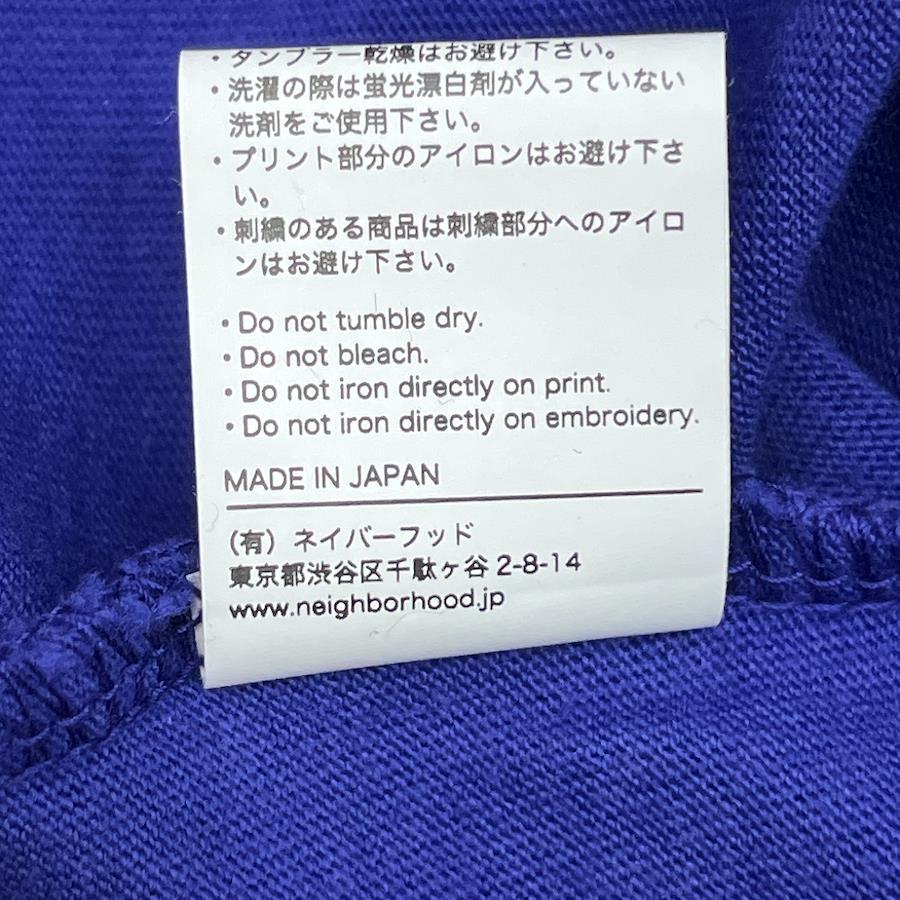 ・タンブラー乾燥はお避け下さい。
・洗濯の際は蛍光漂白剤が入っていない
洗剤をご使用下さい。
・プリント部分のアイロンはお避け下さ
い。
・刺繍のある商品は刺繍部分へのアイロ
ンはお避け下さい。
・Do not tumble dry.
・Do not bleach.
・Do not iron directly on print.
・Do not iron directly on embroidery.
MADE IN JAPAN
(有) ネイバーフッド
東京都渋谷区千駄ヶ谷 2-8-14
www.neighborhood.jp